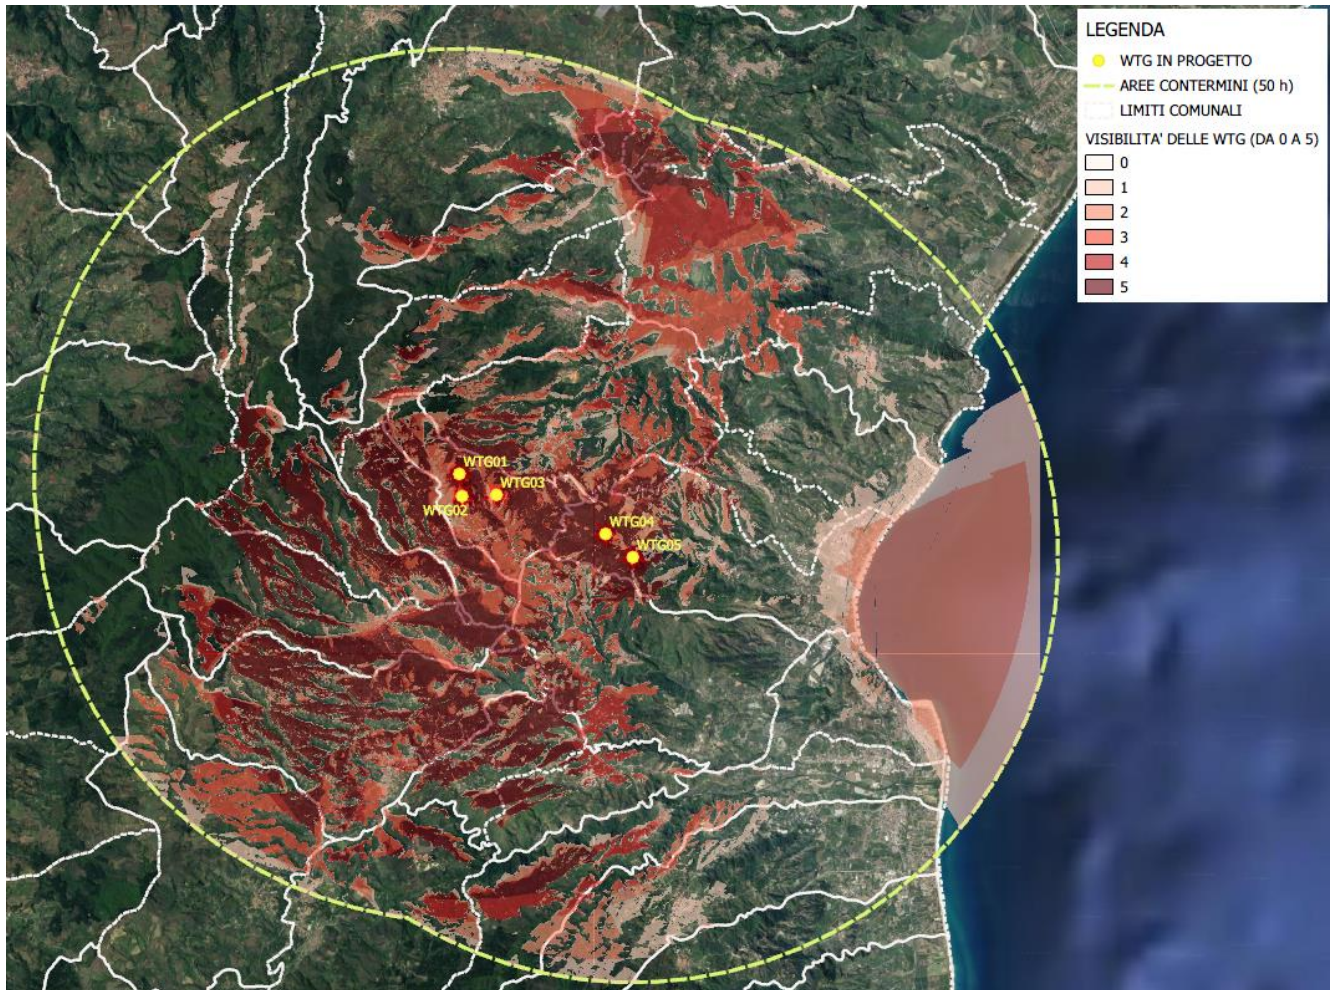 LEGENDA
WTG IN PROGETTO
AREE CONTERMINI (50 h)
LIMITI COMUNALI
VISIBILITA' DELLE WTG (DA 0 A 5)
0
1
2
3
4
5
WTG01
WTG03
WTG02
WTG04
WTG05